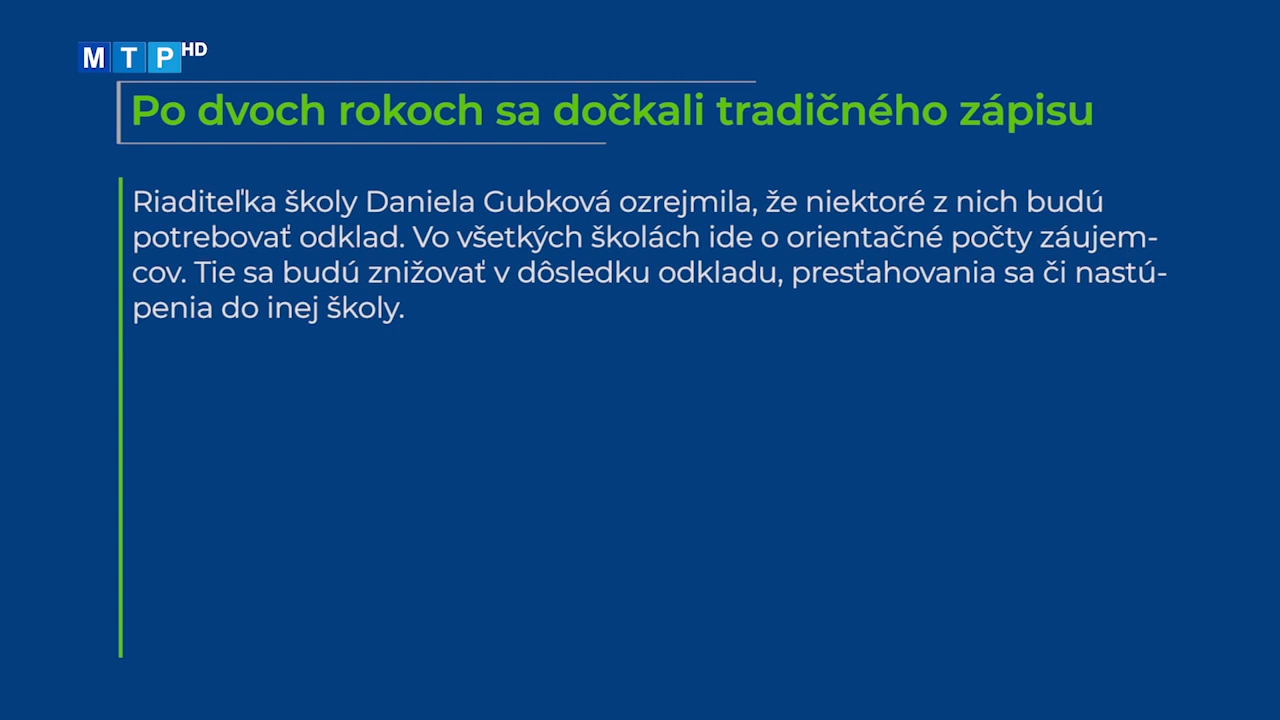 MTP HD
Po dvoch rokoch sa dočkali tradičného zápisu
Riaditeľka školy Daniela Gubková ozrejmila, že niektoré z nich budú
potrebovať odklad. Vo všetkých školách ide o orientačné počty záujem-
cov. Tie sa budú znižovať v dôsledku odkladu, presťahovania sa či nastú-
penia do inej školy.